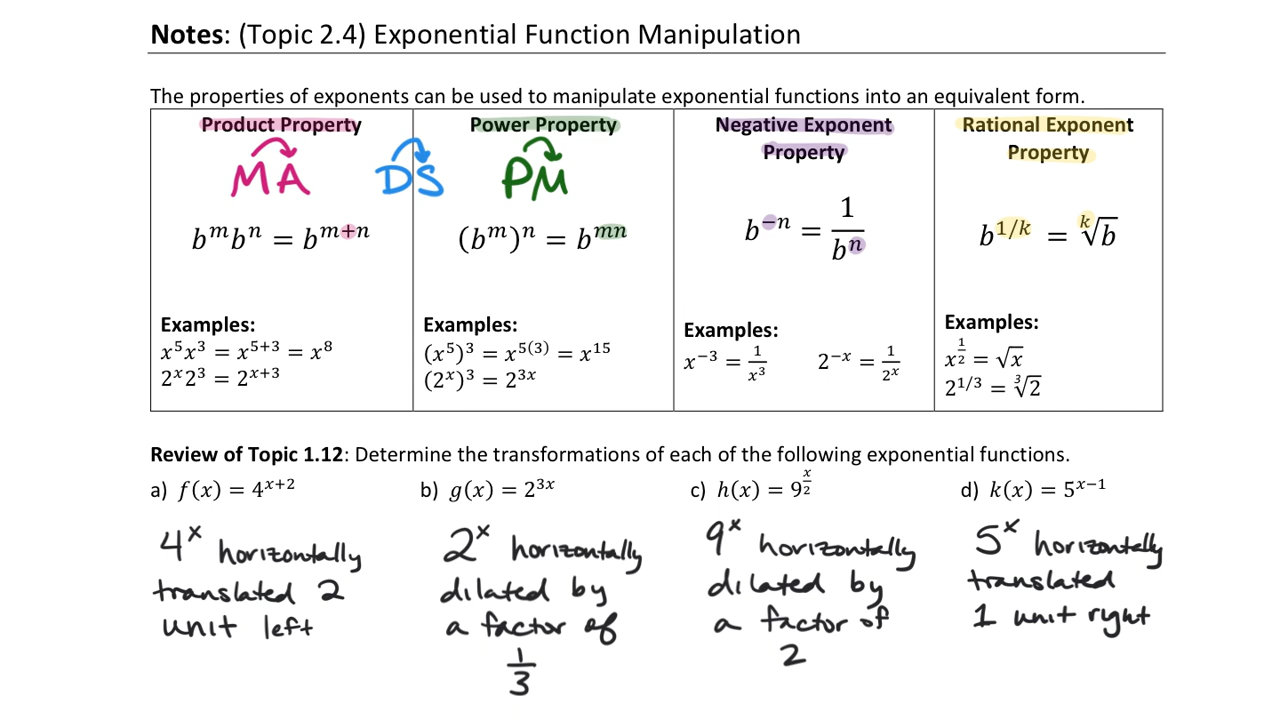 Notes: (Topic 2.4) Exponential Function Manipulation
The properties of exponents can be used to manipulate exponential functions into an equivalent form.
Product Property
MA
b^m b^n = b^{m+n}
Examples:
x^5 x^3 = x^{5+3} = x^8
2^x 2^3 = 2^{x+3}
DS
Power Property
PM
(b^m)^n = b^{mn}
Examples:
(x^5)^3 = x^{5(3)} = x^{15}
(2^x)^3 = 2^{3x}
Negative Exponent
Property
b^{-n} = 1/b^n
Examples:
x^{-3} = 1/x^3 2^{-x} = 1/2^x
Rational Exponent
Property
b^{1/k} = \sqrt[k]{b}
Examples:
x^{1/2} = √x
2^{1/3} = ∛2
Review of Topic 1.12: Determine the transformations of each of the following exponential functions.
a) f(x) = 4^{x+2}
4^x horizontally
translated 2
unit left
b) g(x) = 2^{3x}
2^x horizontally
dilated by
a factor of
1/3
c) h(x) = 9^{x/2}
9^x horizontally
dilated by
a factor of
2
d) k(x) = 5^{x-1}
5^x horizontally
translated
1 unit right